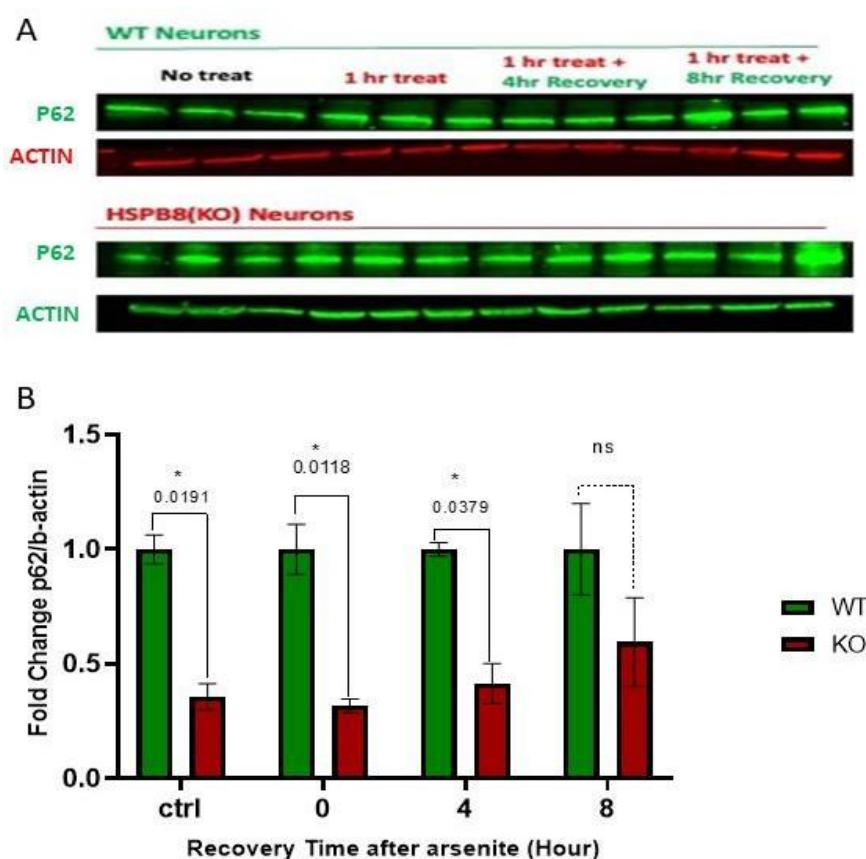 A
WT Neurons
No treat
1 hr treat
1 hr treat +
4hr Recovery
1 hr treat +
8hr Recovery
P62
ACTIN
HSPB8(KO) Neurons
P62
ACTIN
B
Fold Change p62/b-actin
1.5
1.0
0.5
0.0
*
0.0191
*
0.0118
*
0.0379
ns
WT
KO
ctrl
0
4
8
Recovery Time after arsenite (Hour)